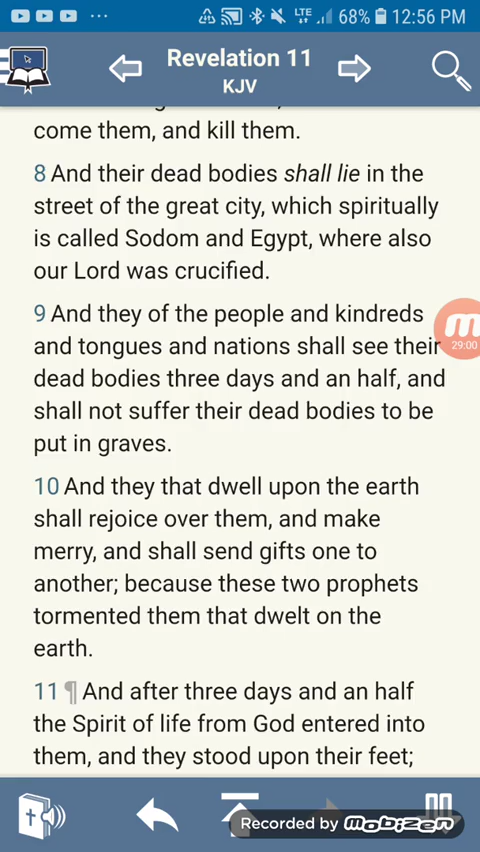 68% 12:56 PM
LTE
Revelation 11
KJV
come them, and kill them.
8 And their dead bodies shall lie in the
street of the great city, which spiritually
is called Sodom and Egypt, where also
our Lord was crucified.
9 And they of the people and kindreds
and tongues and nations shall see their
dead bodies three days and an half, and
shall not suffer their dead bodies to be
put in graves.
29:00
10 And they that dwell upon the earth
shall rejoice over them, and make
merry, and shall send gifts one to
another; because these two prophets
tormented them that dwelt on the
earth.
11 ¶ And after three days and an half
the Spirit of life from God entered into
them, and they stood upon their feet;
Recorded by mobizen